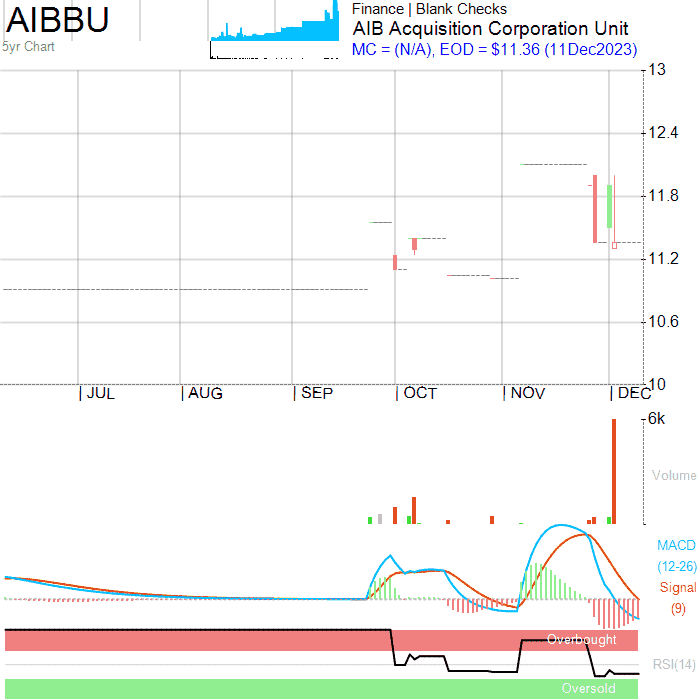 AIBBU
5yr Chart
Finance | Blank Checks
AIB Acquisition Corporation Unit
MC = (N/A), EOD = $11.36 (11Dec2023)
13
12.4
11.8
11.2
10.6
10
JUL AUG SEP OCT NOV DEC
6k
Volume
MACD
(12-26)
Signal
(9)
Overbought
RSI(14)
Oversold